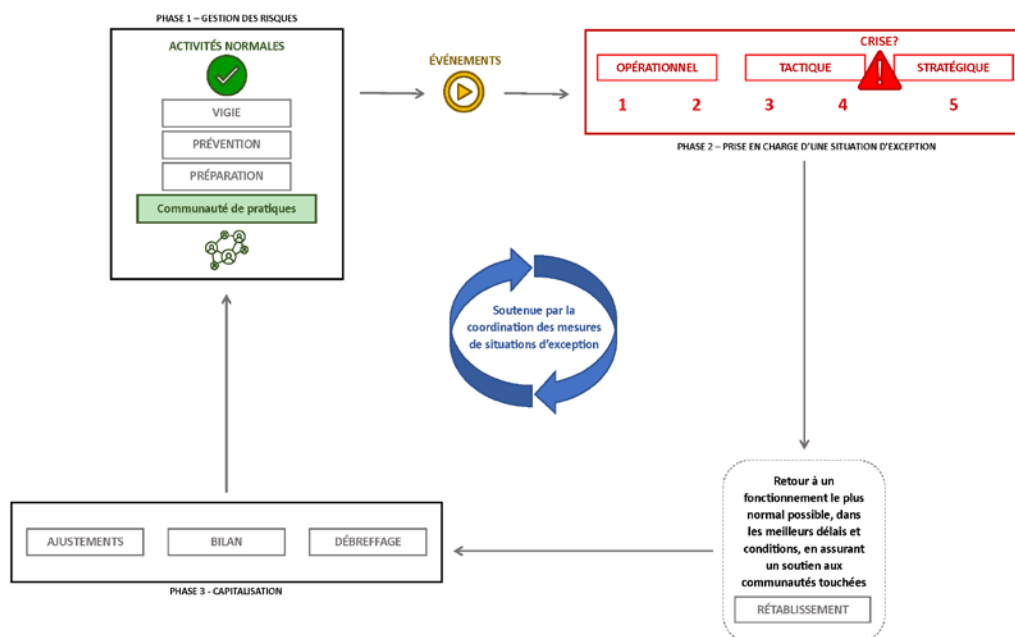 PHASE 1 – GESTION DES RISQUES
ACTIVITÉS NORMALES
VIGIE
PRÉVENTION
PRÉPARATION
Communauté de pratiques
ÉVÉNEMENTS
CRISE?
OPÉRATIONNEL
TACTIQUE
STRATÉGIQUE
1 2 3 4 5
PHASE 2 – PRISE EN CHARGE D'UNE SITUATION D'EXCEPTION
Soutenue par la
coordination des mesures
de situations d'exception
Retour à un
fonctionnement le plus
normal possible, dans
les meilleurs délais et
conditions, en assurant
un soutien aux
communautés touchées
RÉTABLISSEMENT
AJUSTEMENTS
BILAN
DÉBREFFAGE
PHASE 3 - CAPITALISATION